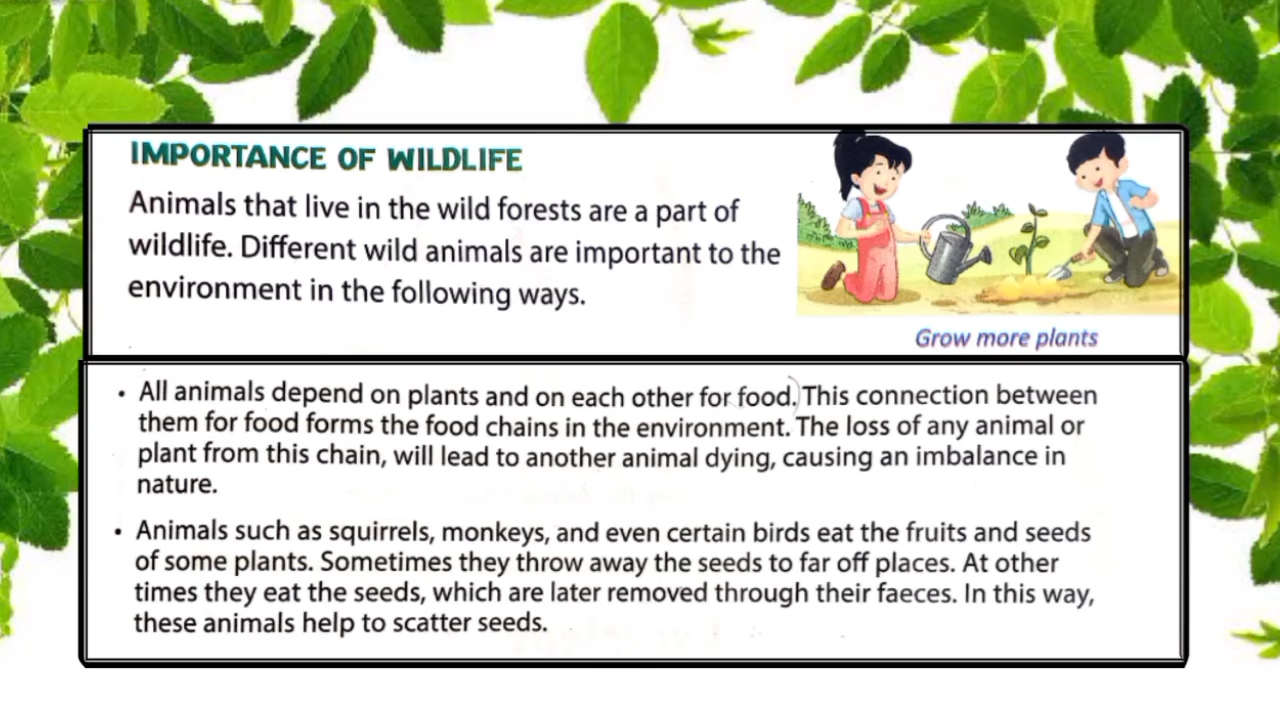 IMPORTANCE OF WILDLIFE
Animals that live in the wild forests are a part of
wildlife. Different wild animals are important to the
environment in the following ways.
Grow more plants
• All animals depend on plants and on each other for food. This connection between
them for food forms the food chains in the environment. The loss of any animal or
plant from this chain, will lead to another animal dying, causing an imbalance in
nature.
• Animals such as squirrels, monkeys, and even certain birds eat the fruits and seeds
of some plants. Sometimes they throw away the seeds to far off places. At other
times they eat the seeds, which are later removed through their faeces. In this way,
these animals help to scatter seeds.